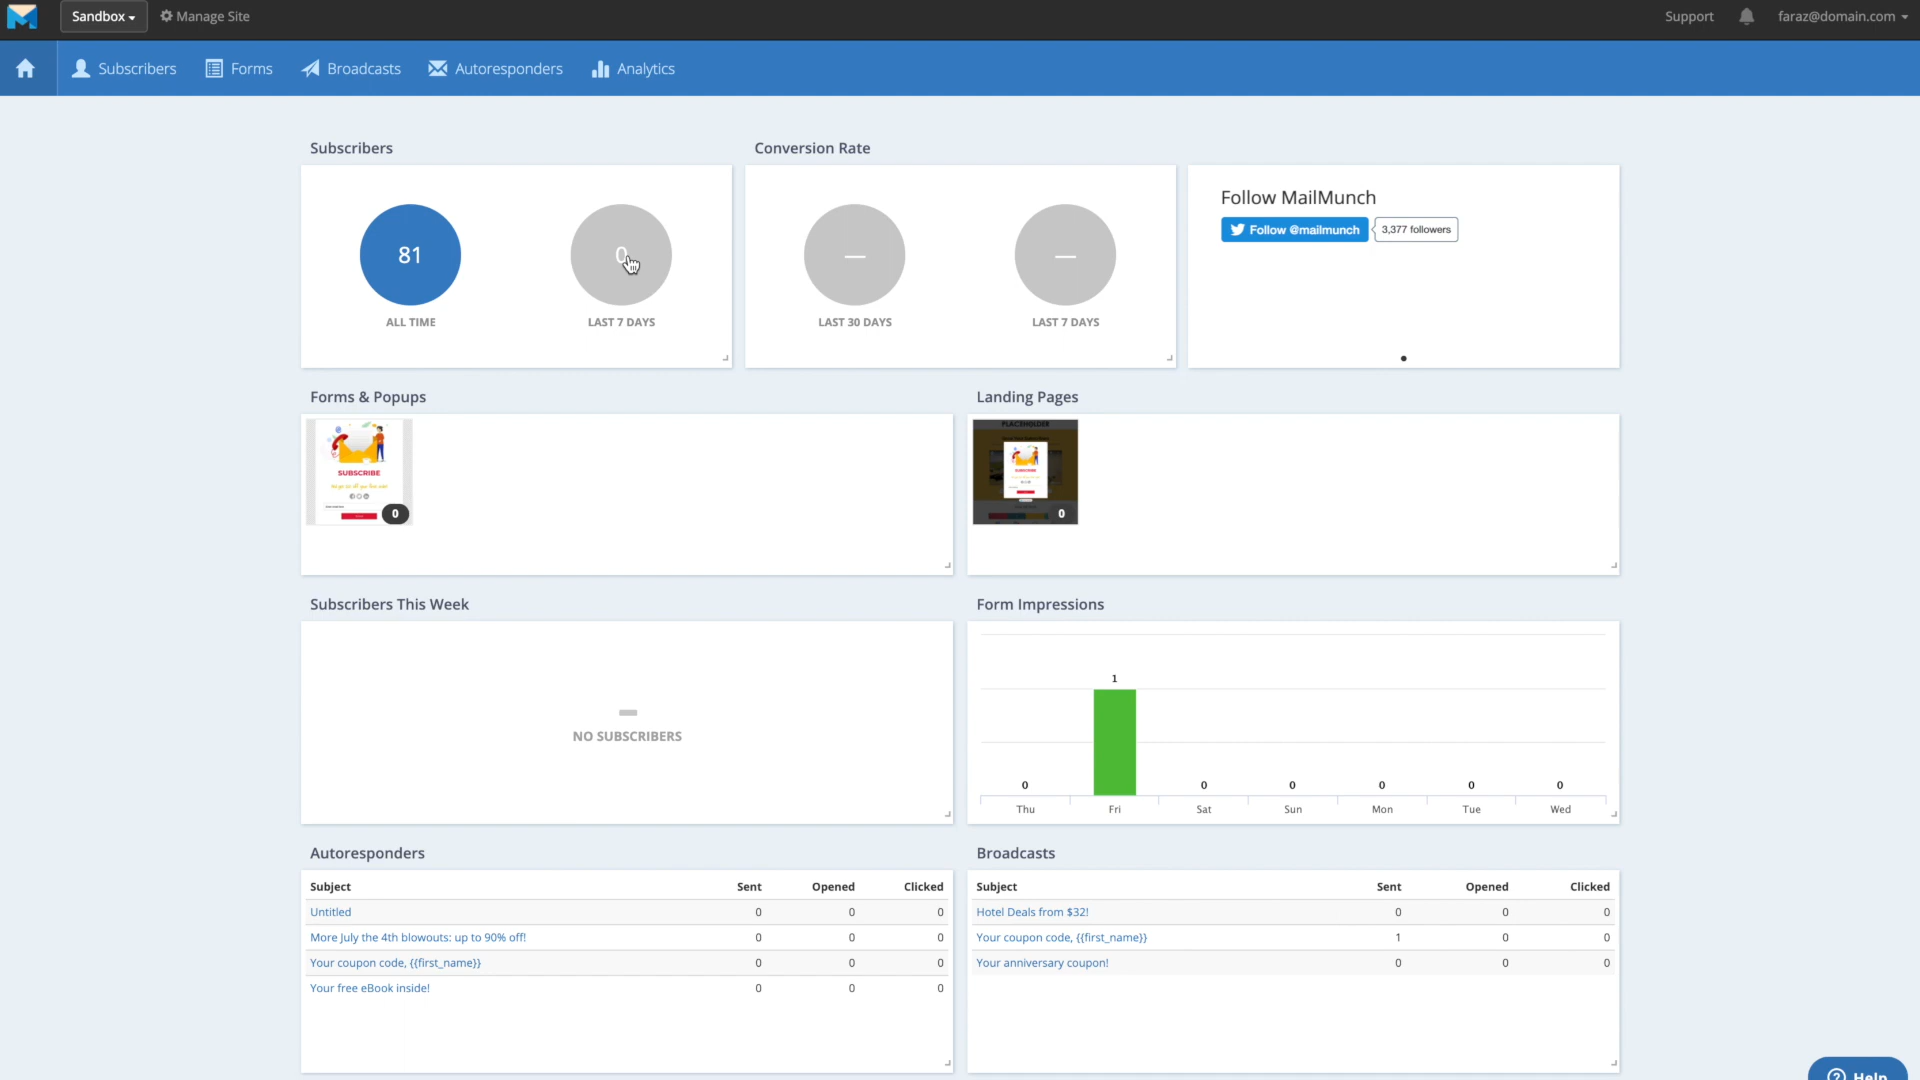 Sandbox
Manage Site
Support
faraz@domain.com
Subscribers
Forms
Broadcasts
Autoresponders
Analytics
Subscribers
Conversion Rate
81
0
ALL TIME
LAST 7 DAYS
—
—
LAST 30 DAYS
LAST 7 DAYS
Follow MailMunch
Follow @mailmunch
3,377 followers
Forms & Popups
Landing Pages
SUBSCRIBE
0
PLACEHOLDER
SUBSCRIBE
0
Subscribers This Week
Form Impressions
NO SUBSCRIBERS
1
0 0 0 0 0 0
Thu Fri Sat Sun Mon Tue Wed
Autoresponders
Subject Sent Opened Clicked
Untitled 0 0 0
More July the 4th blowouts: up to 90% off! 0 0 0
Your coupon code, {{first_name}} 0 0 0
Your free eBook inside! 0 0 0
Broadcasts
Subject Sent Opened Clicked
Hotel Deals from $32! 0 0 0
Your coupon code, {{first_name}} 1 0 0
Your anniversary coupon! 0 0 0
Help